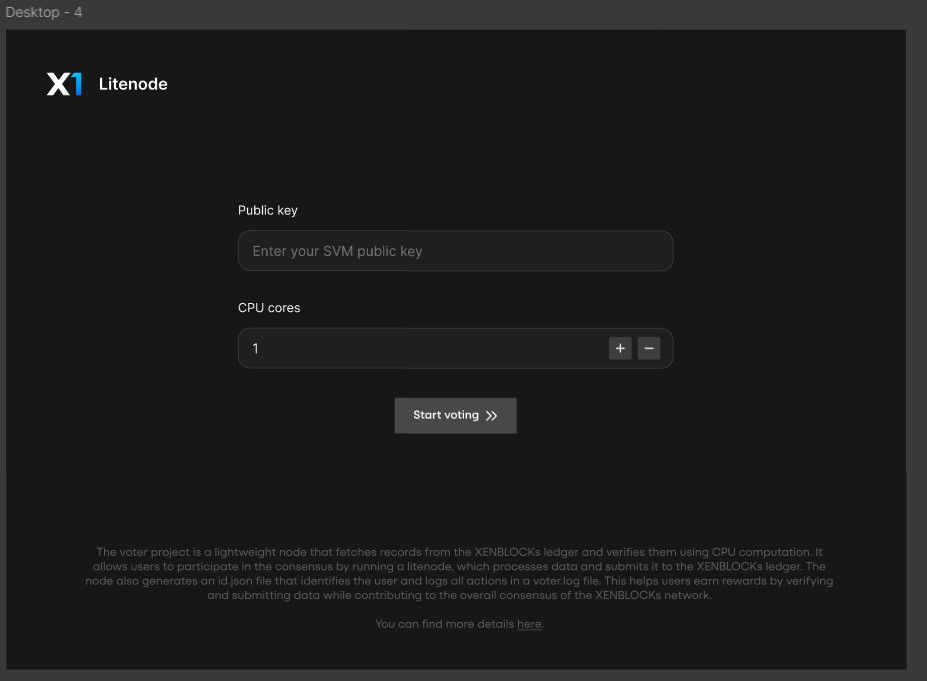 Desktop - 4
X1 Litenode
Public key
Enter your SVM public key
CPU cores
1 + −
Start voting
The voter project is a lightweight node that fetches records from the XENBLOCKs ledger and verifies them using CPU computation. It
allows users to participate in the consensus by running a litenode, which processes data and submits it to the XENBLOCKs ledger. The
node also generates an id.json file that identifies the user and logs all actions in a voter.log file. This helps users earn rewards by verifying
and submitting data while contributing to the overall consensus of the XENBLOCKs network.
You can find more details here.